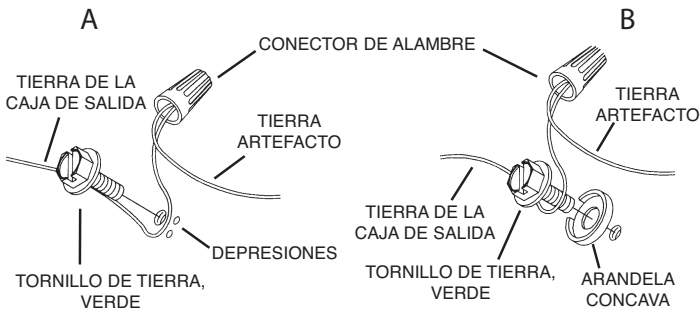 A
B
CONECTOR DE ALAMBRE
TIERRA DE LA
CAJA DE SALIDA
TIERRA
ARTEFACTO
DEPRESIONES
TORNILLO DE TIERRA,
VERDE
TIERRA
ARTEFACTO
TIERRA DE LA
CAJA DE SALIDA
TORNILLO DE TIERRA,
VERDE
ARANDELA
CONCAVA